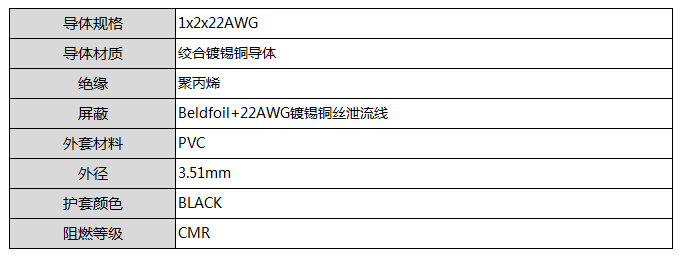 导体规格 1x2x22AWG
导体材质 绞合镀锡铜导体
绝缘 聚丙烯
屏蔽 Beldfoil+22AWG镀锡铜丝泄流线
外套材料 PVC
外径 3.51mm
护套颜色 BLACK
阻燃等级 CMR